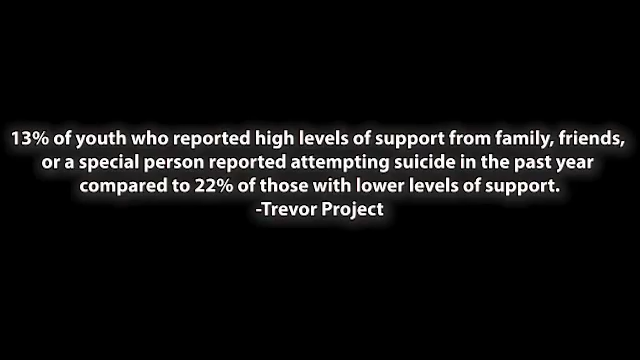 13% of youth who reported high levels of support from family, friends,
or a special person reported attempting suicide in the past year
compared to 22% of those with lower levels of support.
-Trevor Project